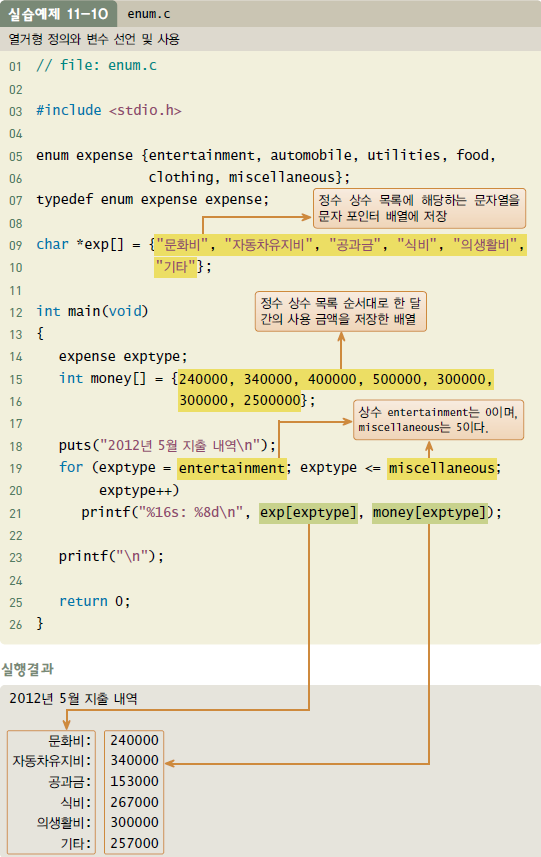 실습예제 11-10 enum.c
열거형 정의와 변수 선언 및 사용
01 // file: enum.c
02
03 #include <stdio.h>
04
05 enum expense {entertainment, automobile, utilities, food,
06 clothing, miscellaneous};
07 typedef enum expense expense;
정수 상수 목록에 해당하는 문자열을
문자 포인터 배열에 저장
08
09 char *exp[] = {"문화비", "자동차유지비", "공과금", "식비", "의생활비",
10 "기타"};
11
정수 상수 목록 순서대로 한 달
간의 사용 금액을 저장한 배열
12 int main(void)
13 {
14 expense exptype;
15 int money[] = {240000, 340000, 400000, 500000, 300000,
16 300000, 2500000};
상수 entertainment는 0이며,
miscellaneous는 5이다.
17
18 puts("2012년 5월 지출 내역\n");
19 for (exptype = entertainment; exptype <= miscellaneous;
20 exptype++)
21 printf("%16s: %8d\n", exp[exptype], money[exptype]);
22
23 printf("\n");
24
25 return 0;
26 }
실행결과
2012년 5월 지출 내역
문화비: 240000
자동차유지비: 340000
공과금: 153000
식비: 267000
의생활비: 300000
기타: 257000